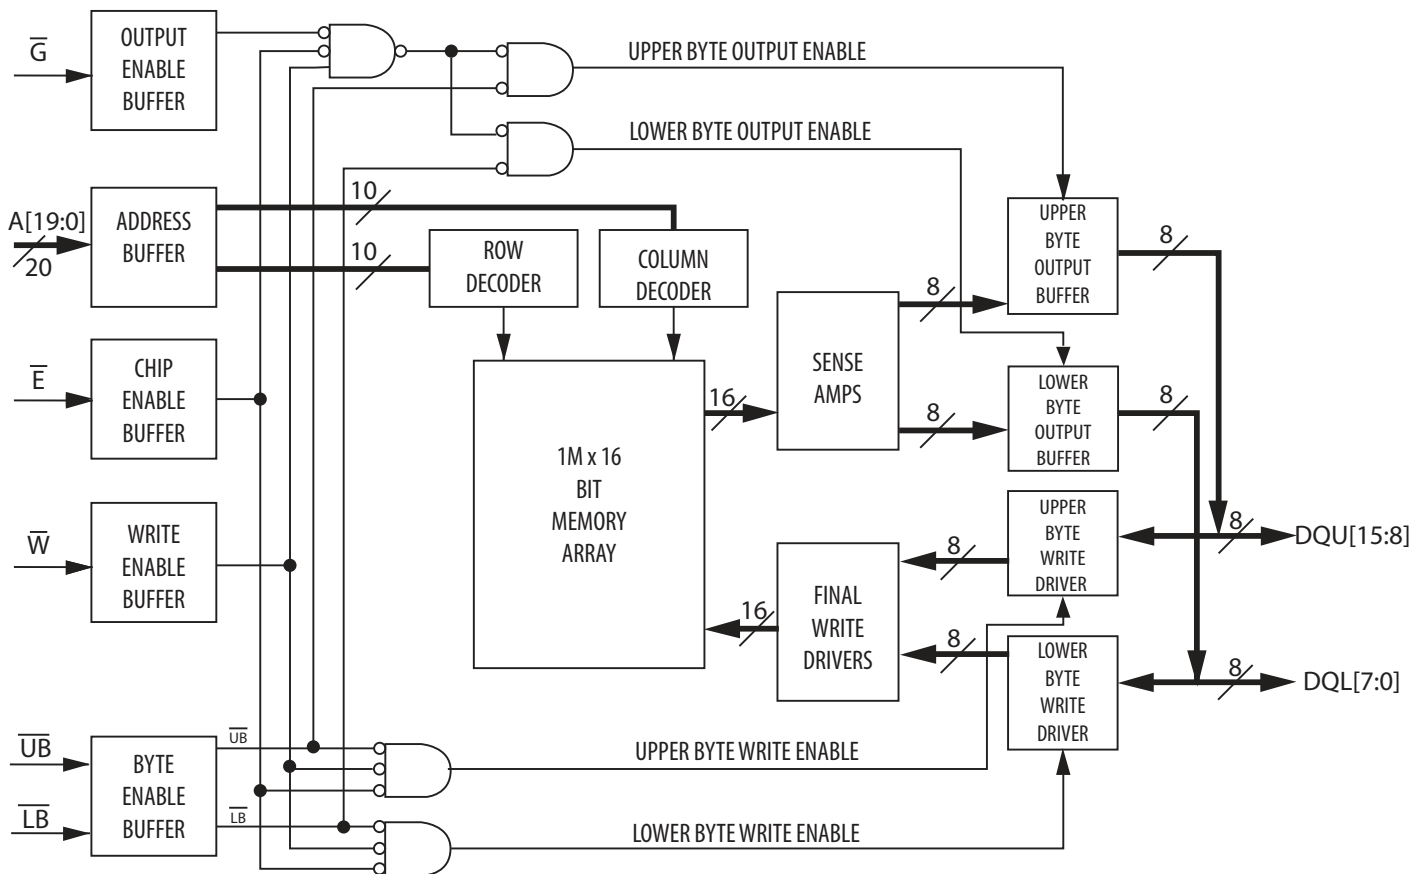 G̅
OUTPUT
ENABLE
BUFFER
UPPER BYTE OUTPUT ENABLE
LOWER BYTE OUTPUT ENABLE
A[19:0]
20
ADDRESS
BUFFER
10
10
ROW
DECODER
COLUMN
DECODER
UPPER
BYTE
OUTPUT
BUFFER
8
E̅
CHIP
ENABLE
BUFFER
1M x 16
BIT
MEMORY
ARRAY
16
SENSE
AMPS
8
8
LOWER
BYTE
OUTPUT
BUFFER
8
W̅
WRITE
ENABLE
BUFFER
16
FINAL
WRITE
DRIVERS
8
8
UPPER
BYTE
WRITE
DRIVER
8
DQU[15:8]
LOWER
BYTE
WRITE
DRIVER
8
DQL[7:0]
U̅B̅
L̅B̅
BYTE
ENABLE
BUFFER
U̅B̅
L̅B̅
UPPER BYTE WRITE ENABLE
LOWER BYTE WRITE ENABLE